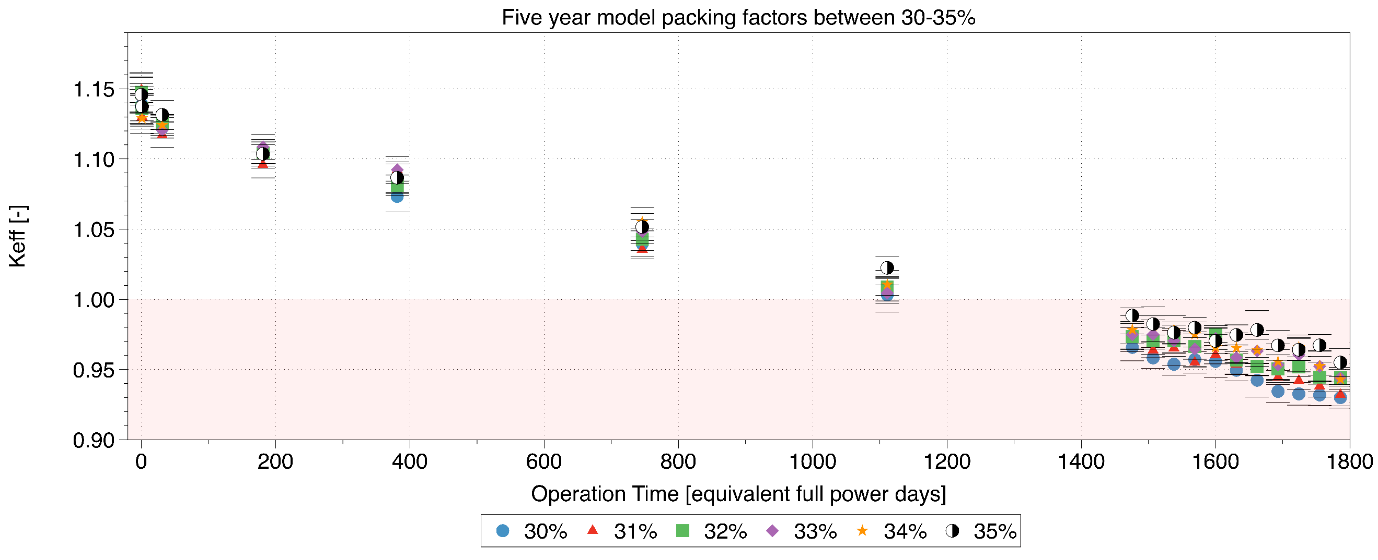 Five year model packing factors between 30-35%
Keff [-]
1.15
1.10
1.05
1.00
0.95
0.90
0 200 400 600 800 1000 1200 1400 1600 1800
Operation Time [equivalent full power days]
30% 31% 32% 33% 34% 35%